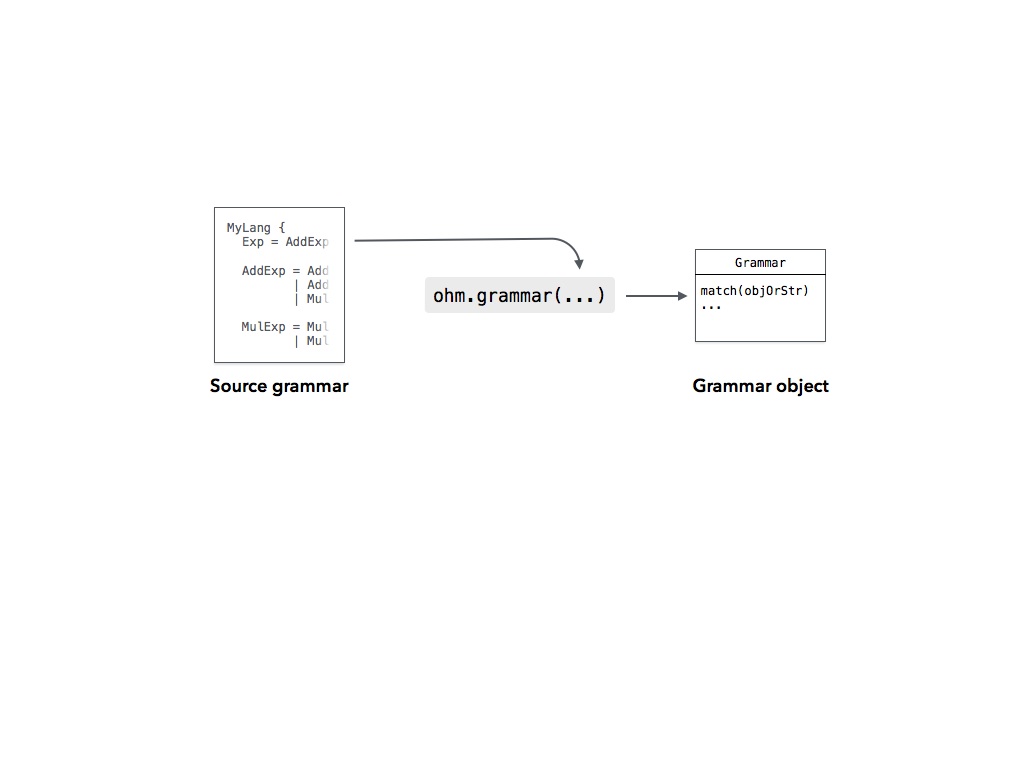 MyLang {
Exp = AddExp
AddExp = Add
| Add
| Mul
MulExp = Mul
| Mul
Source grammar
ohm.grammar(...)
Grammar
match(objOrStr)
...
Grammar object